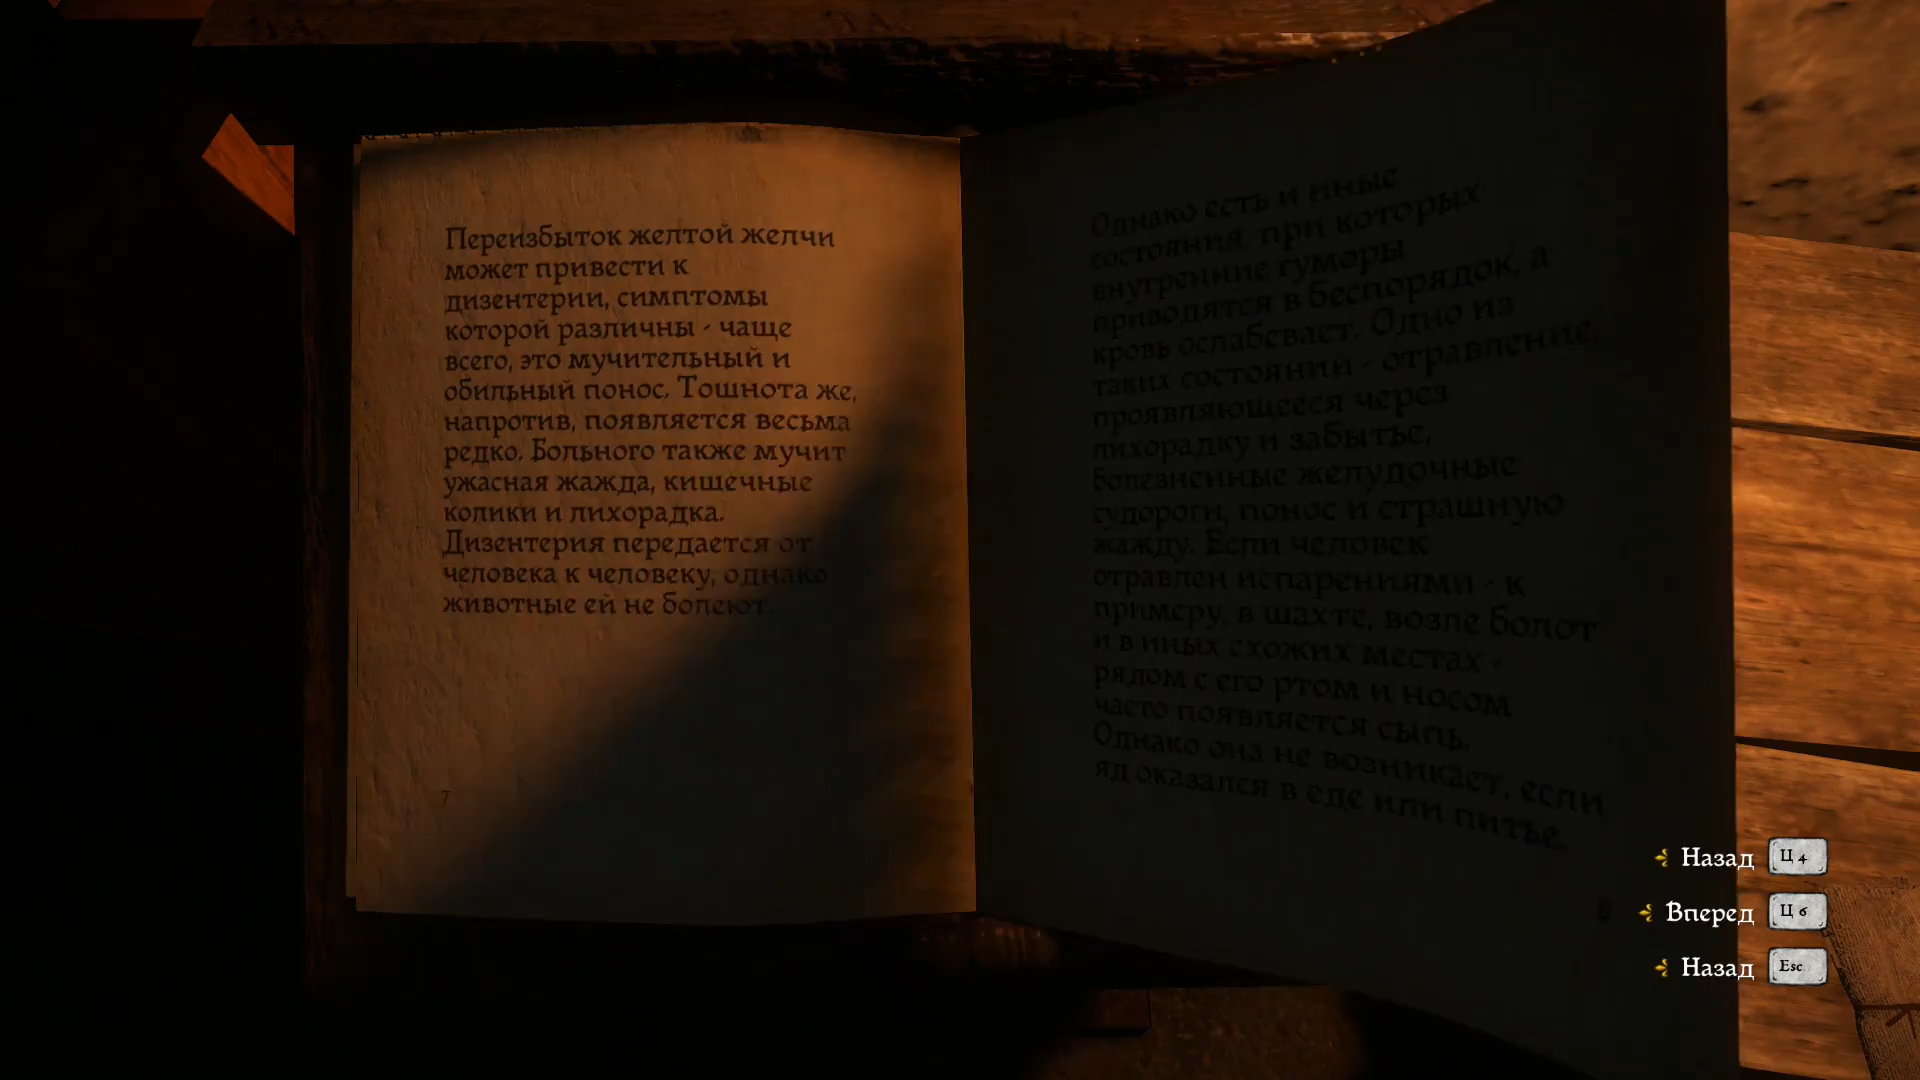 Переизбыток желтой желчи
может привести к
дизентерии, симптомы
которой различны - чаще
всего, это мучительный и
обильный понос. Тошнота же,
напротив, появляется весьма
редко. Больного также мучит
ужасная жажда, кишечные
колики и лихорадка.
Дизентерия передается от
человека к человеку, однако
животные ей не болеют.
7
Однако есть и иные
состояния, при которых
внутренние гуморы
приводятся в беспорядок, а
кровь ослабевает. Одно из
таких состояний - отравление,
проявляющееся через
лихорадку и забытье,
болезненные желудочные
судороги, понос и страшную
жажду. Если человек
отравлен испарениями - к
примеру, в шахте, возле болот
и в иных схожих местах -
рядом с его ртом и носом
часто появляется сыпь.
Однако она не возникает, если
яд оказался в еде или питье.
8
Назад Ц 4
Вперед Ц 6
Назад Esc